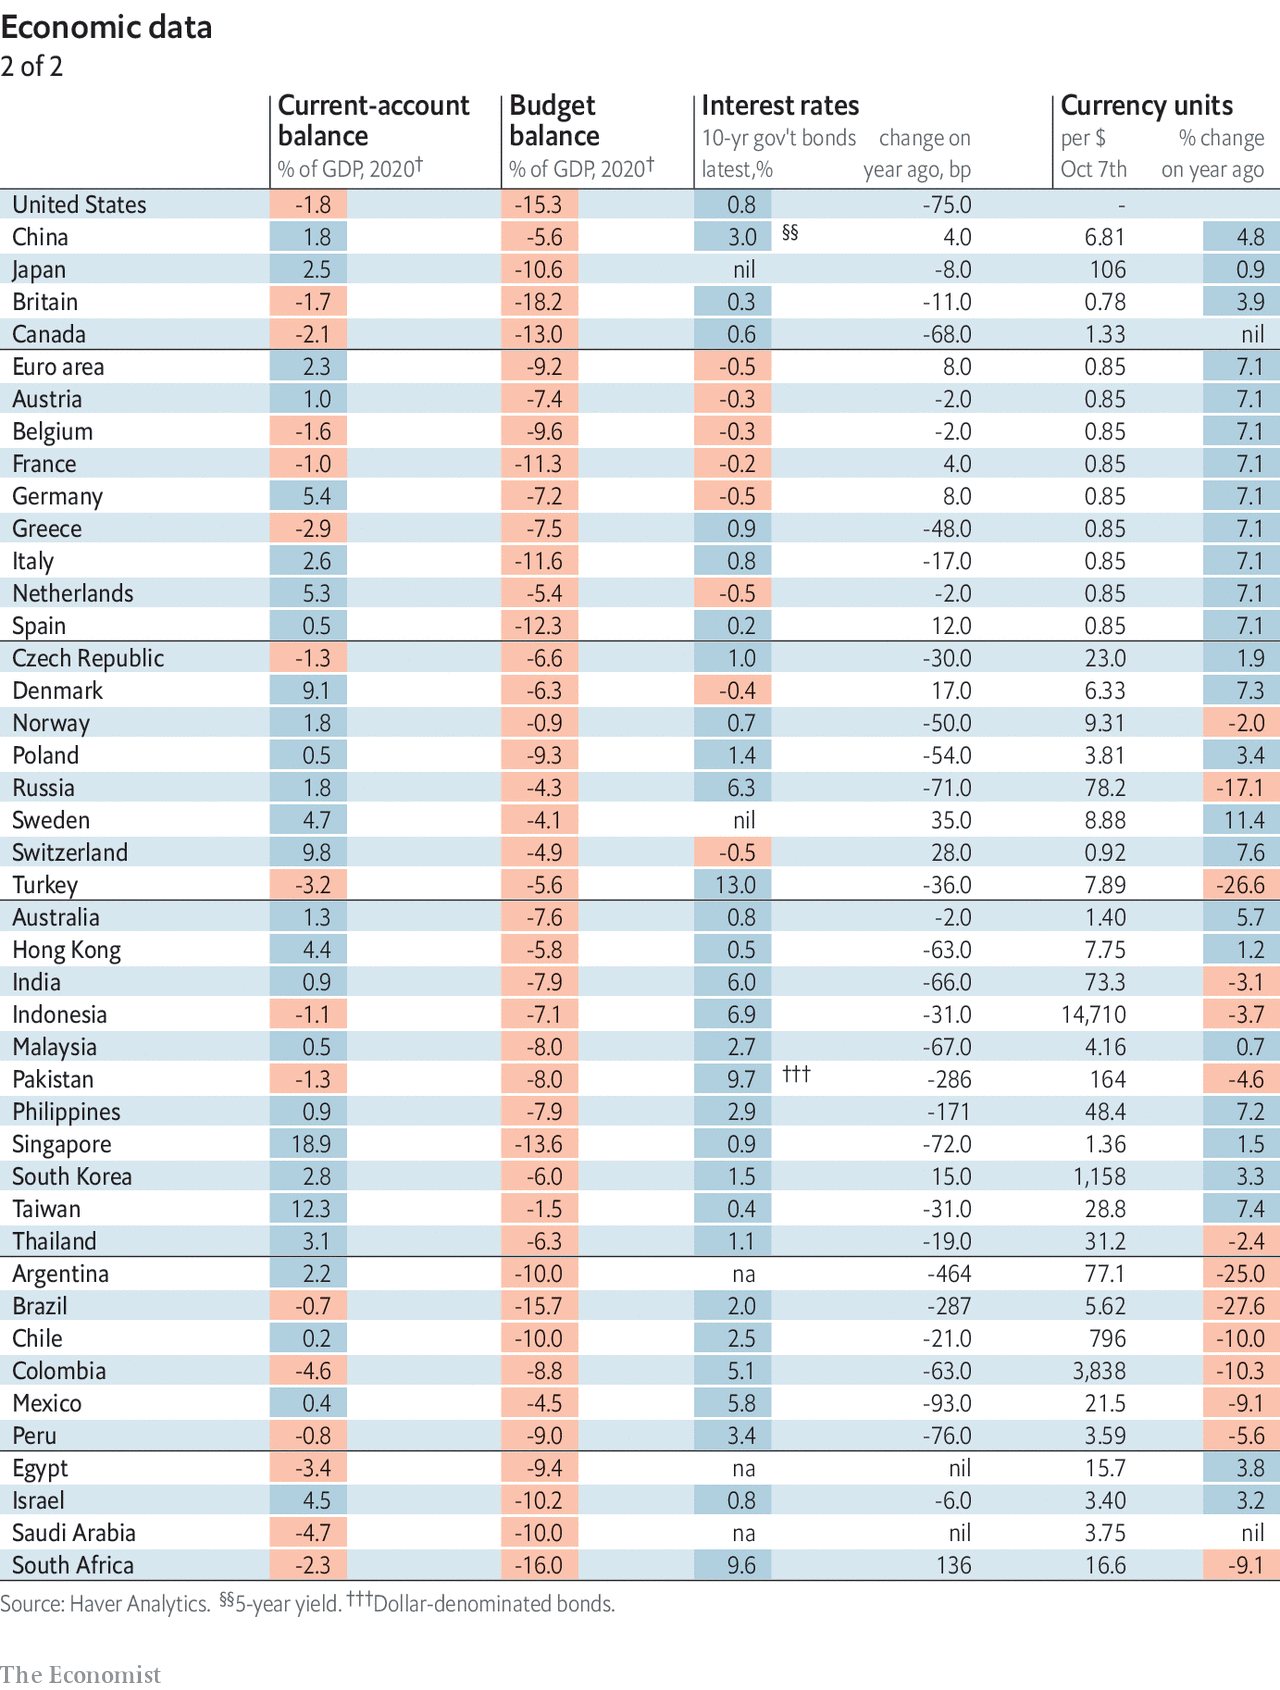 Economic data
2 of 2
Current-account balance % of GDP, 2020† Budget balance % of GDP, 2020† Interest rates 10-yr gov't bonds latest,% change on year ago, bp Currency units per $ Oct 7th % change on year ago
United States -1.8 -15.3 0.8 -75.0 -
China 1.8 -5.6 3.0 §§ 4.0 6.81 4.8
Japan 2.5 -10.6 nil -8.0 106 0.9
Britain -1.7 -18.2 0.3 -11.0 0.78 3.9
Canada -2.1 -13.0 0.6 -68.0 1.33 nil
Euro area 2.3 -9.2 -0.5 8.0 0.85 7.1
Austria 1.0 -7.4 -0.3 -2.0 0.85 7.1
Belgium -1.6 -9.6 -0.3 -2.0 0.85 7.1
France -1.0 -11.3 -0.2 4.0 0.85 7.1
Germany 5.4 -7.2 -0.5 8.0 0.85 7.1
Greece -2.9 -7.5 0.9 -48.0 0.85 7.1
Italy 2.6 -11.6 0.8 -17.0 0.85 7.1
Netherlands 5.3 -5.4 -0.5 -2.0 0.85 7.1
Spain 0.5 -12.3 0.2 12.0 0.85 7.1
Czech Republic -1.3 -6.6 1.0 -30.0 23.0 1.9
Denmark 9.1 -6.3 -0.4 17.0 6.33 7.3
Norway 1.8 -0.9 0.7 -50.0 9.31 -2.0
Poland 0.5 -9.3 1.4 -54.0 3.81 3.4
Russia 1.8 -4.3 6.3 -71.0 78.2 -17.1
Sweden 4.7 -4.1 nil 35.0 8.88 11.4
Switzerland 9.8 -4.9 -0.5 28.0 0.92 7.6
Turkey -3.2 -5.6 13.0 -36.0 7.89 -26.6
Australia 1.3 -7.6 0.8 -2.0 1.40 5.7
Hong Kong 4.4 -5.8 0.5 -63.0 7.75 1.2
India 0.9 -7.9 6.0 -66.0 73.3 -3.1
Indonesia -1.1 -7.1 6.9 -31.0 14,710 -3.7
Malaysia 0.5 -8.0 2.7 -67.0 4.16 0.7
Pakistan -1.3 -8.0 9.7 ††† -286 164 -4.6
Philippines 0.9 -7.9 2.9 -171 48.4 7.2
Singapore 18.9 -13.6 0.9 -72.0 1.36 1.5
South Korea 2.8 -6.0 1.5 15.0 1,158 3.3
Taiwan 12.3 -1.5 0.4 -31.0 28.8 7.4
Thailand 3.1 -6.3 1.1 -19.0 31.2 -2.4
Argentina 2.2 -10.0 na -464 77.1 -25.0
Brazil -0.7 -15.7 2.0 -287 5.62 -27.6
Chile 0.2 -10.0 2.5 -21.0 796 -10.0
Colombia -4.6 -8.8 5.1 -63.0 3,838 -10.3
Mexico 0.4 -4.5 5.8 -93.0 21.5 -9.1
Peru -0.8 -9.0 3.4 -76.0 3.59 -5.6
Egypt -3.4 -9.4 na nil 15.7 3.8
Israel 4.5 -10.2 0.8 -6.0 3.40 3.2
Saudi Arabia -4.7 -10.0 na nil 3.75 nil
South Africa -2.3 -16.0 9.6 136 16.6 -9.1
Source: Haver Analytics. §§5-year yield. †††Dollar-denominated bonds.
The Economist